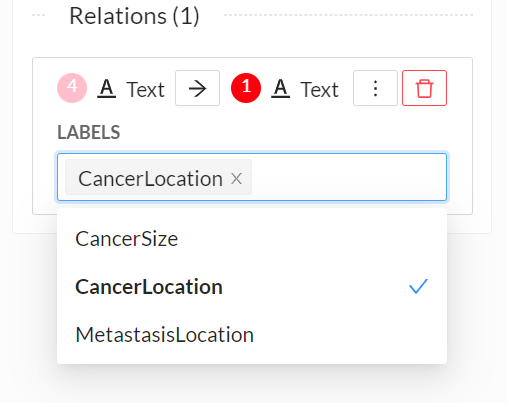 Relations (1)
4 A Text → 1 A Text
LABELS
CancerLocation
CancerSize
CancerLocation
MetastasisLocation